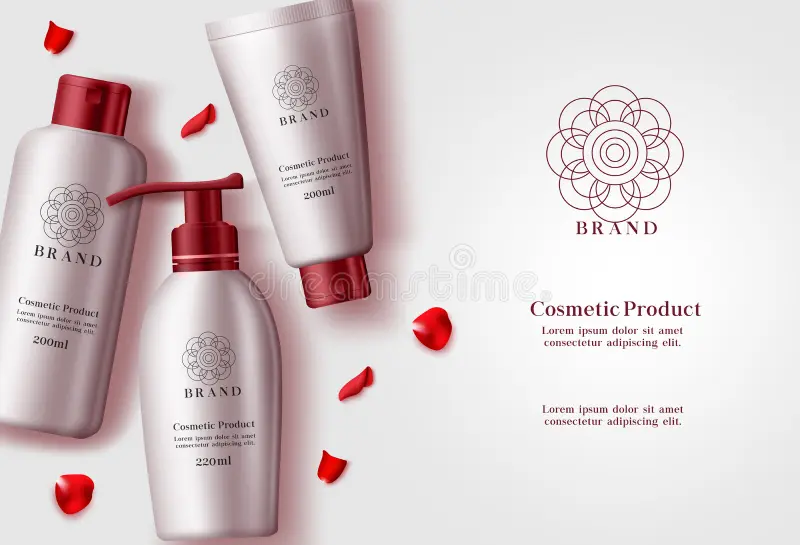 BRAND
Cosmetic Product
Lorem ipsum dolor sit amet,
consectetur adipiscing elit.
200ml
BRAND
Cosmetic Product
Lorem ipsum dolor sit amet,
consectetur adipiscing elit.
220ml
BRAND
Cosmetic Product
Lorem ipsum dolor sit amet,
consectetur adipiscing elit.
200ml
BRAND
Cosmetic Product
Lorem ipsum dolor sit amet,
consectetur adipiscing elit.
Lorem ipsum dolor sit amet,
consectetur adipiscing elit.
dreamstime